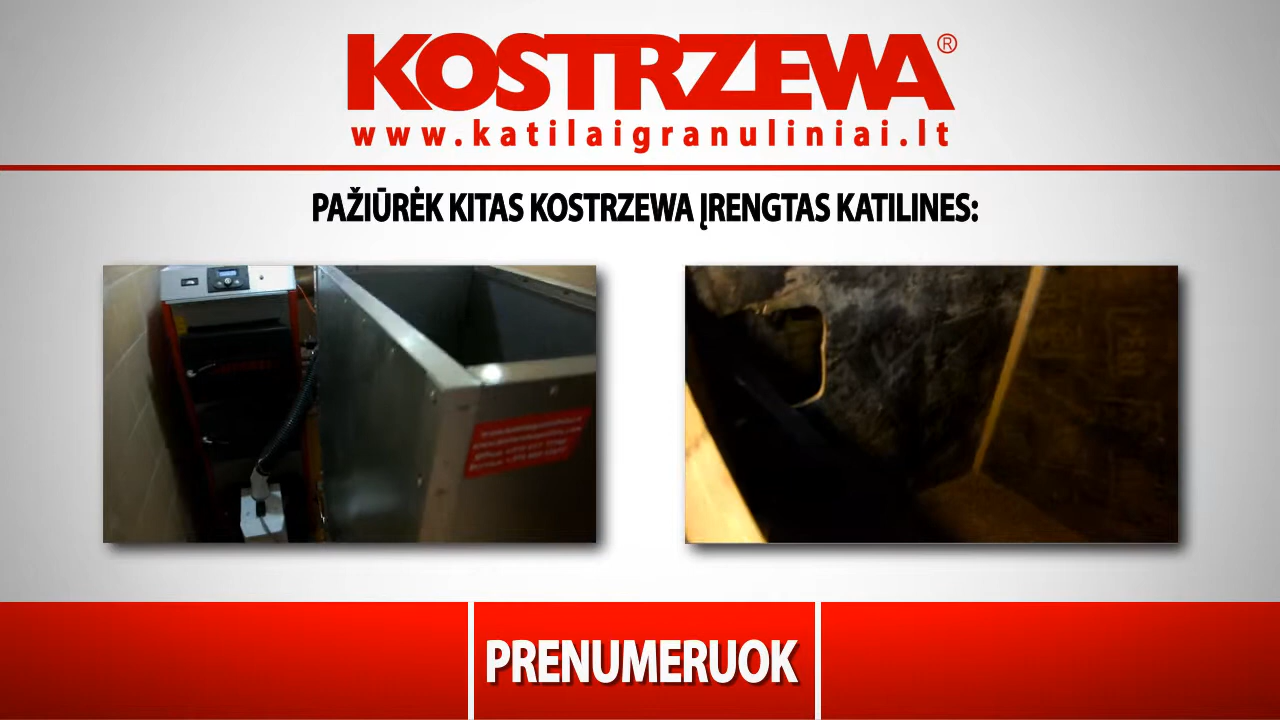 KOSTRZEWA®
www.katilaigranuliniai.lt
PAŽIŪRĖK KITAS KOSTRZEWA ĮRENGTAS KATILINES:
PRENUMERUOK